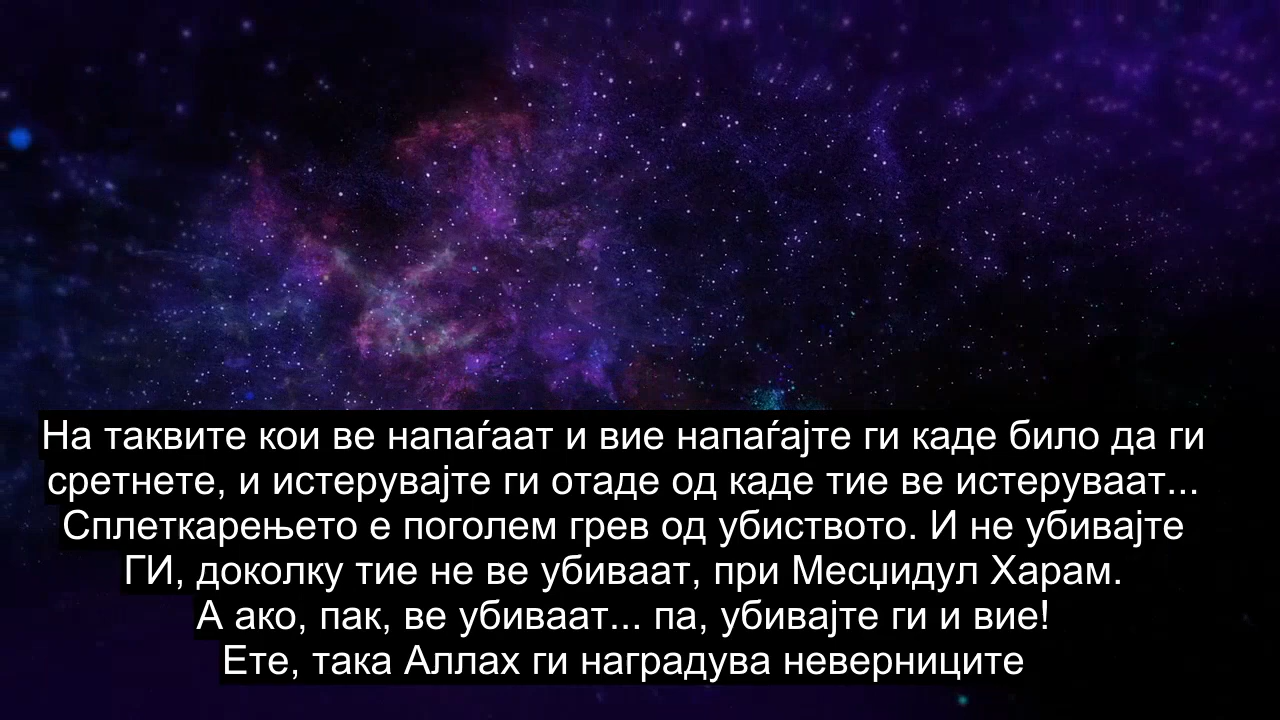 На таквите кои ве напаѓаат и вие напаѓајте ги каде било да ги
сретнете, и истерувајте ги отаде од каде тие ве истеруваат...
Сплеткарењето е поголем грев од убиството. И не убивајте
ГИ, доколку тие не ве убиваат, при Месџидул Харам.
А ако, пак, ве убиваат... па, убивајте ги и вие!
Ете, така Аллах ги наградува неверниците